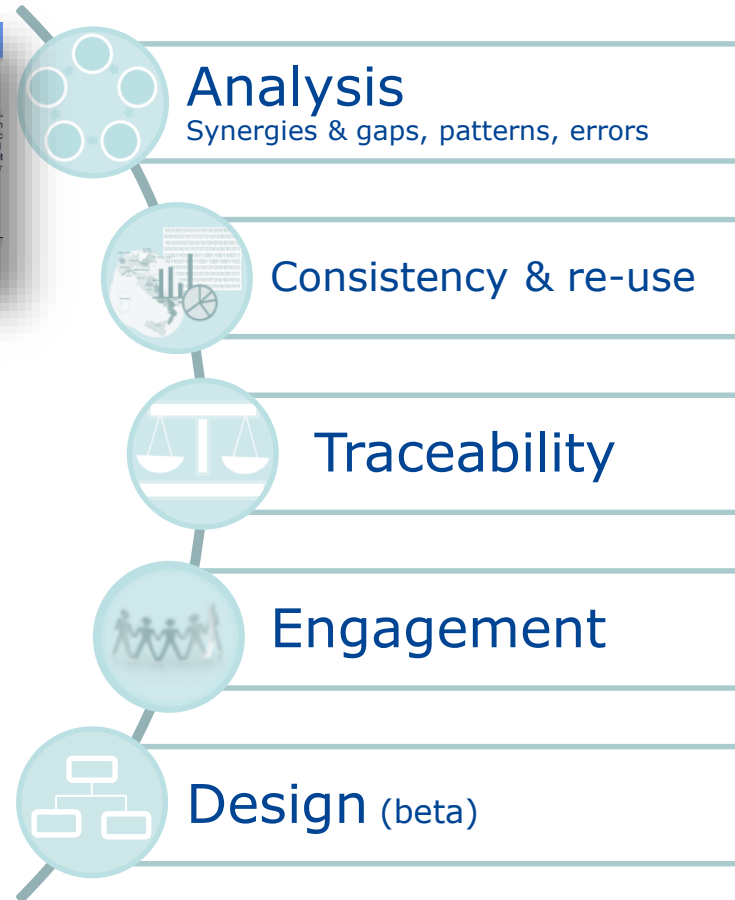 Analysis
Synergies & gaps, patterns, errors
Consistency & re-use
Traceability
Engagement
Design (beta)